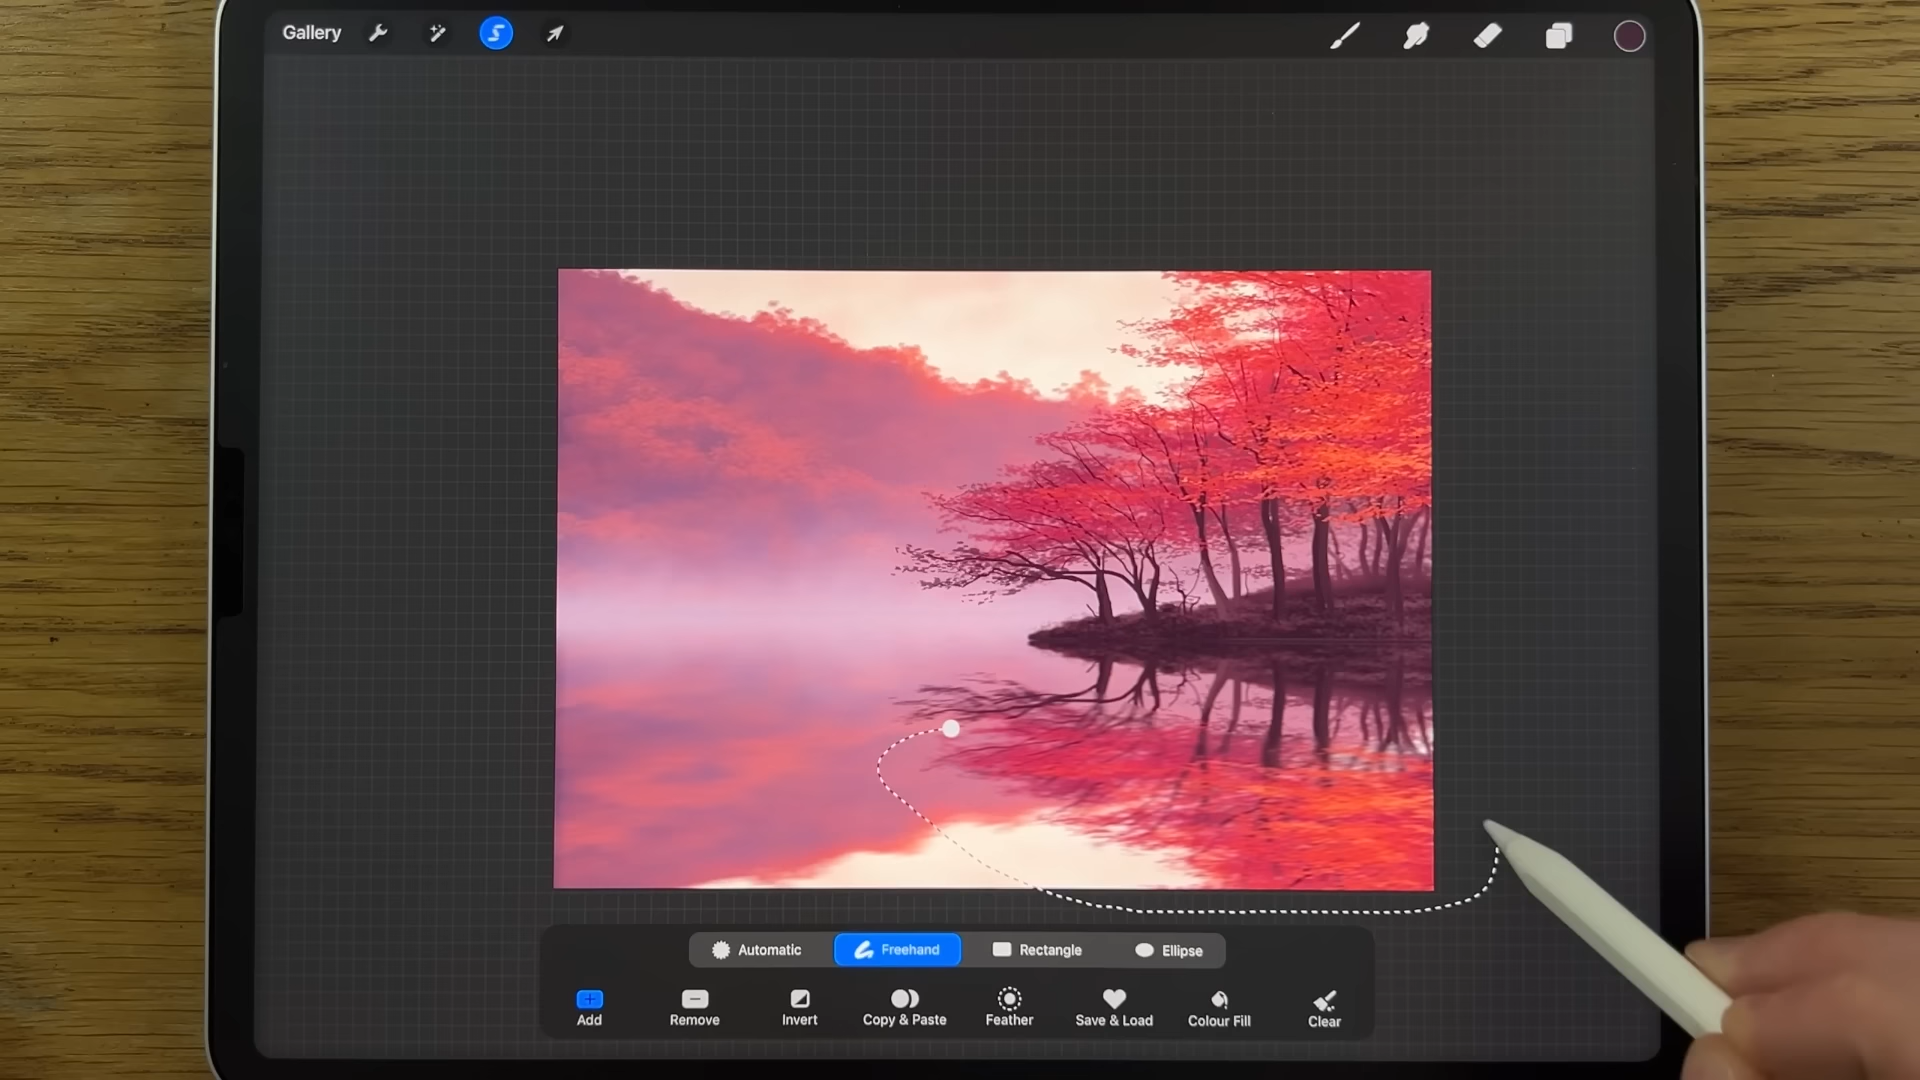 Gallery
Automatic Freehand Rectangle Ellipse
Add Remove Invert Copy & Paste Feather Save & Load Colour Fill Clear